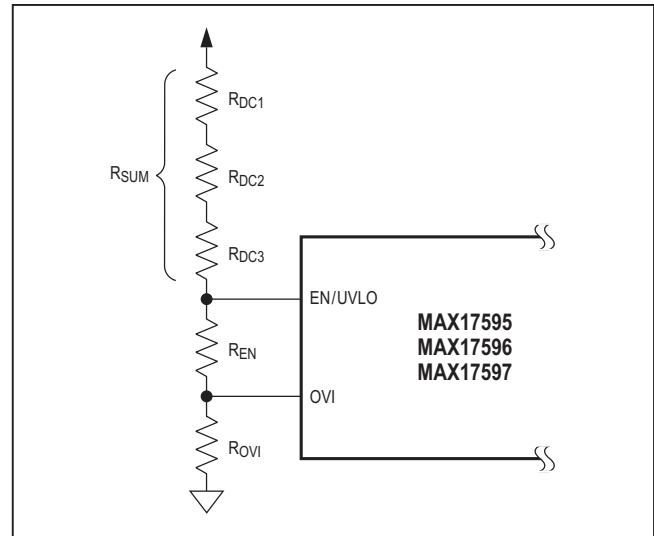 RDC1
RSUM
RDC2
RDC3
EN/UVLO
MAX17595
MAX17596
MAX17597
REN
OVI
ROVI